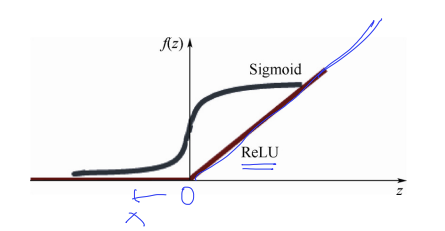 f(z)
Sigmoid
ReLU
z
0